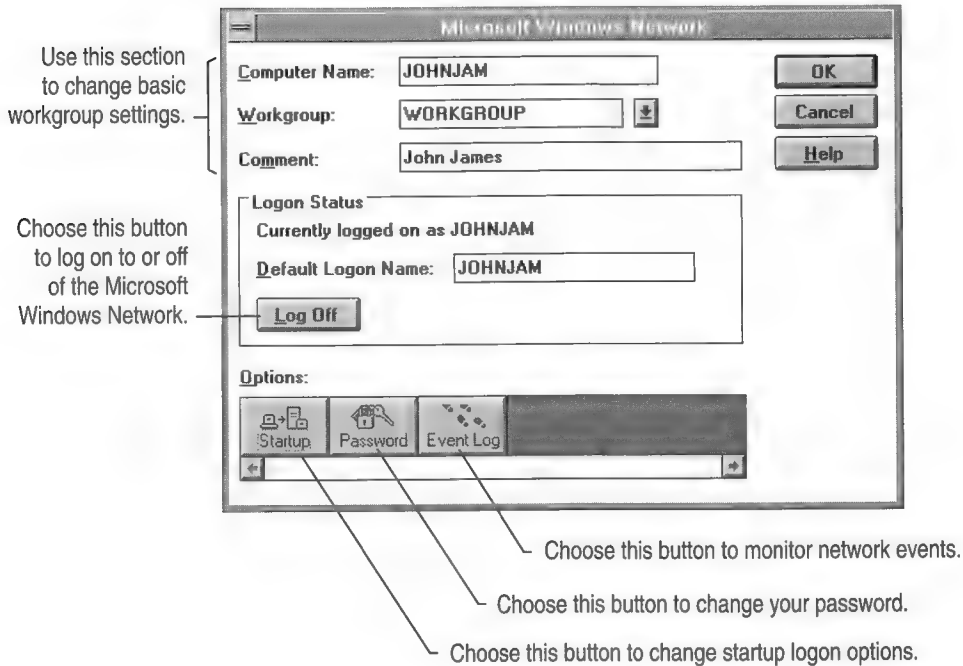 Microsoft Windows Network
Use this section
to change basic
workgroup settings.
Computer Name:
JOHNJAM
OK
Workgroup:
WORKGROUP
Cancel
Comment:
John James
Help
Logon Status
Currently logged on as JOHNJAM
Default Logon Name:
JOHNJAM
Choose this button
to log on to or off
of the Microsoft
Windows Network.
Log Off
Options:
Startup
Password
Event Log
Choose this button to monitor network events.
Choose this button to change your password.
Choose this button to change startup logon options.